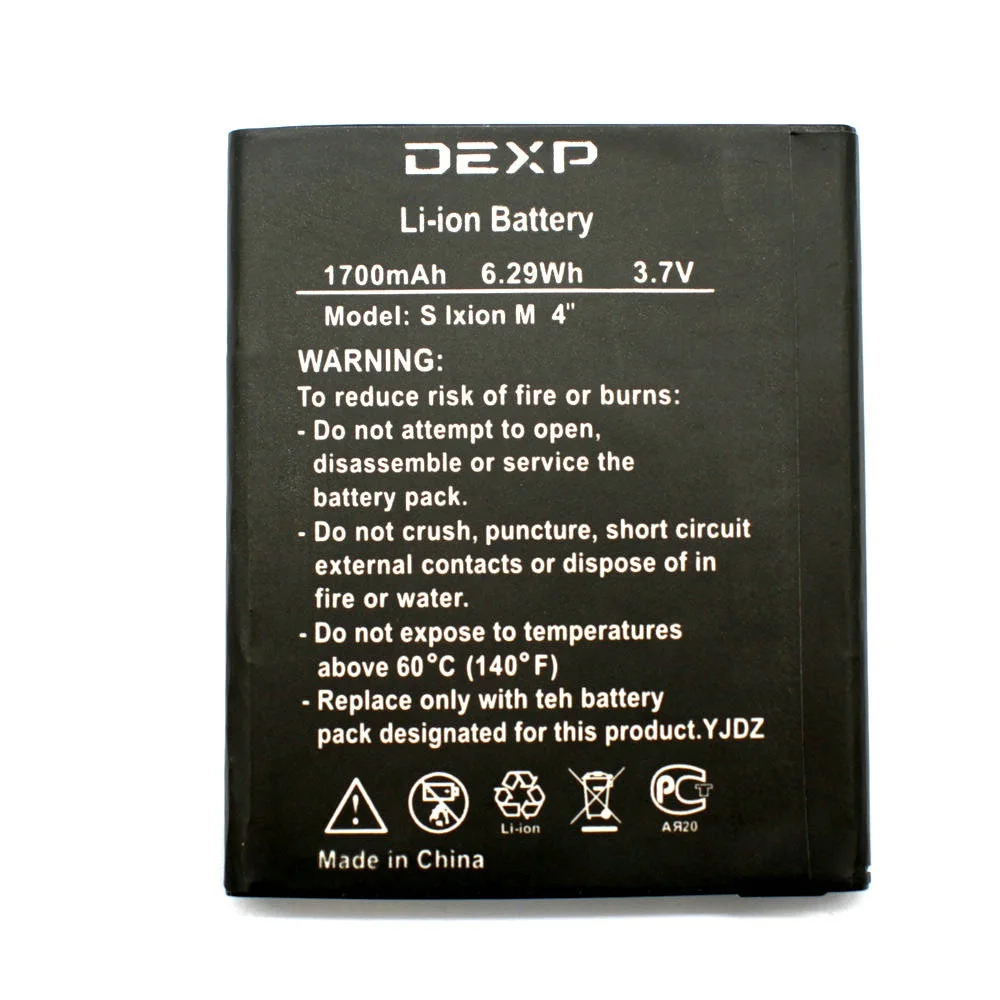 DEXP
Li-ion Battery
1700mAh 6.29Wh 3.7V
Model: S Ixion M 4"
WARNING:
To reduce risk of fire or burns:
- Do not attempt to open,
disassemble or service the
battery pack.
- Do not crush, puncture, short circuit
external contacts or dispose of in
fire or water.
- Do not expose to temperatures
above 60°C (140°F)
- Replace only with teh battery
pack designated for this product.YJDZ
Li-ion
РСТ
АЯ20
Made in China